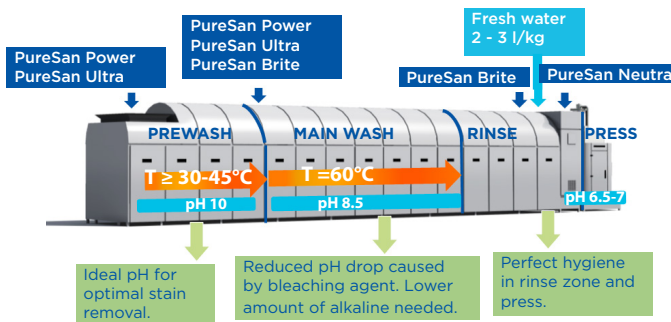 Fresh water
2 - 3 l/kg
PureSan Power
PureSan Ultra
PureSan Brite
PureSan Power
PureSan Ultra
PureSan Brite
PureSan Neutra
PREWASH
MAIN WASH
RINSE
PRESS
T ≥ 30-45°C
T =60°C
pH 10
pH 8.5
pH 6.5-7
Ideal pH for
optimal stain
removal.
Reduced pH drop caused
by bleaching agent. Lower
amount of alkaline needed.
Perfect hygiene
in rinse zone and
press.